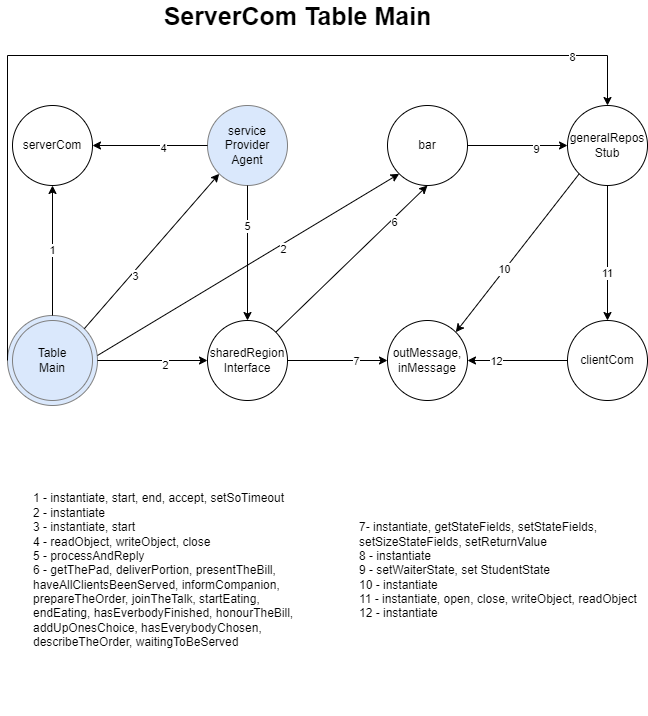 ServerCom Table Main
8
serverCom
4
service
Provider
Agent
bar
9
generalRepos
Stub
1
3
5
2
6
10
11
Table
Main
2
sharedRegion
Interface
7
outMessage,
inMessage
12
clientCom
1 - instantiate, start, end, accept, setSoTimeout
2 - instantiate
3 - instantiate, start
4 - readObject, writeObject, close
5 - processAndReply
6 - getThePad, deliverPortion, presentTheBill,
haveAllClientsBeenServed, informCompanion,
prepareTheOrder, joinTheTalk, startEating,
endEating, hasEverbodyFinished, honourTheBill,
addUpOnesChoice, hasEverybodyChosen,
describeTheOrder, waitingToBeServed
7- instantiate, getStateFields, setStateFields,
setSizeStateFields, setReturnValue
8 - instantiate
9 - setWaiterState, set StudentState
10 - instantiate
11 - instantiate, open, close, writeObject, readObject
12 - instantiate